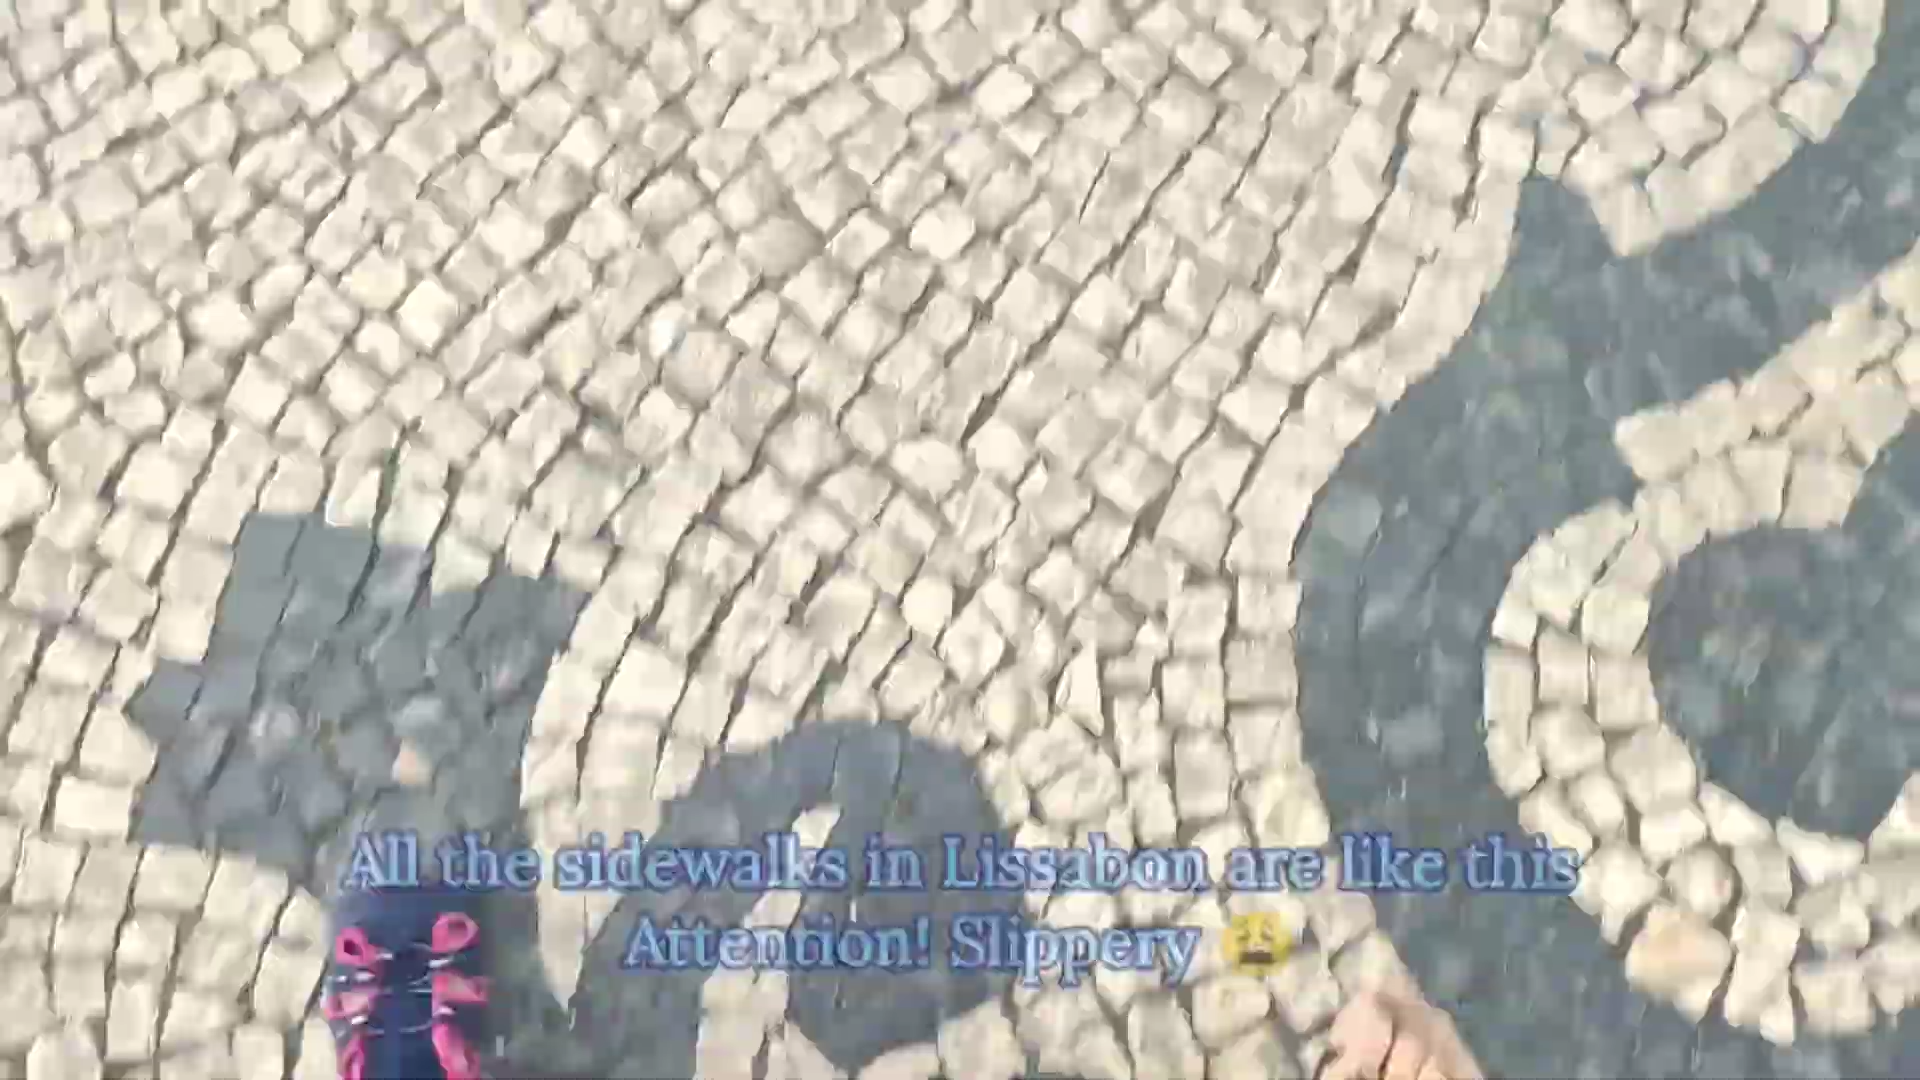 All the sidewalks in Lissabon are like this
Attention! Slippery 😩